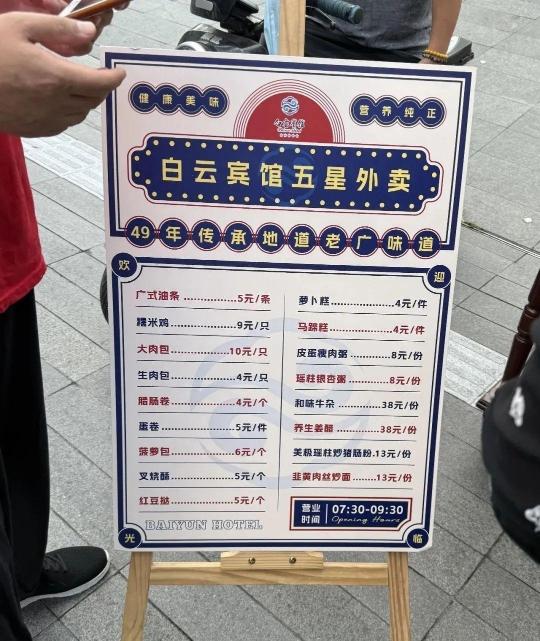 健康美味
营养纯正
白云宾馆五星外卖
49年传承地道老广味道
欢
迎
广式油条..................5元/条
糯米鸡......................9元/只
大肉包....................10元/只
生肉包......................4元/只
腊肠卷......................4元/个
蛋卷..........................5元/件
菠萝包......................6元/个
叉烧酥......................5元/个
红豆挞......................5元/个
BAIYUN HOTEL
萝卜糕......................4元/件
马蹄糕......................4元/件
皮蛋瘦肉粥..............8元/份
瑶柱银杏粥..............8元/份
和味牛杂................38元/份
养生姜醋................38元/份
美极瑶柱炒猪肠粉.13元/份
韭黄肉丝炒面........13元/份
营业时间
07:30-09:30
Opening Hours
光
临